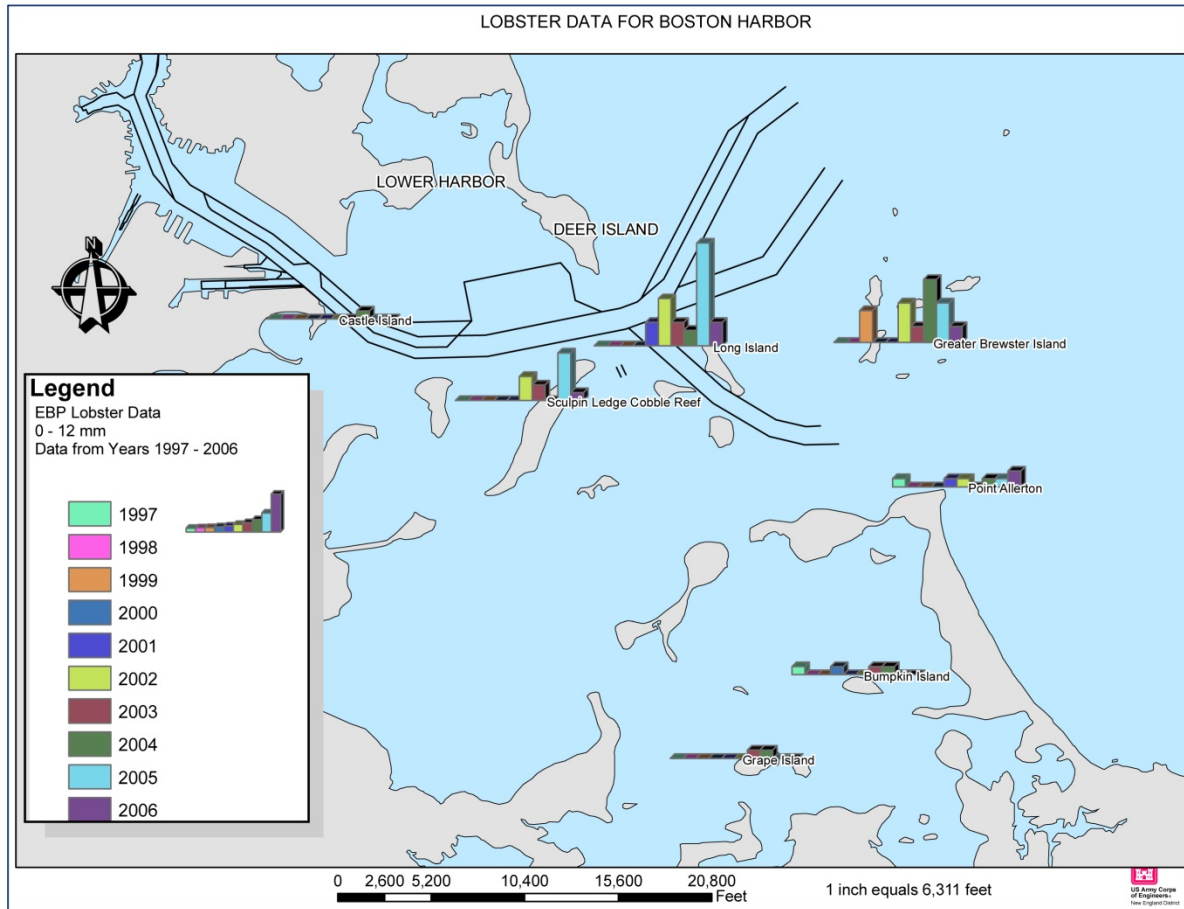 LOBSTER DATA FOR BOSTON HARBOR
LOWER HARBOR
DEER ISLAND
N
Castle Island
Long Island
Greater Brewster Island
Sculpin Ledge Cobble Reef
Point Allerton
Bumpkin Island
Grape Island
Legend
EBP Lobster Data
0 - 12 mm
Data from Years 1997 - 2006
1997
1998
1999
2000
2001
2002
2003
2004
2005
2006
0 2,600 5,200 10,400 15,600 20,800
Feet
1 inch equals 6,311 feet
US Army Corps
of Engineers®
New England District